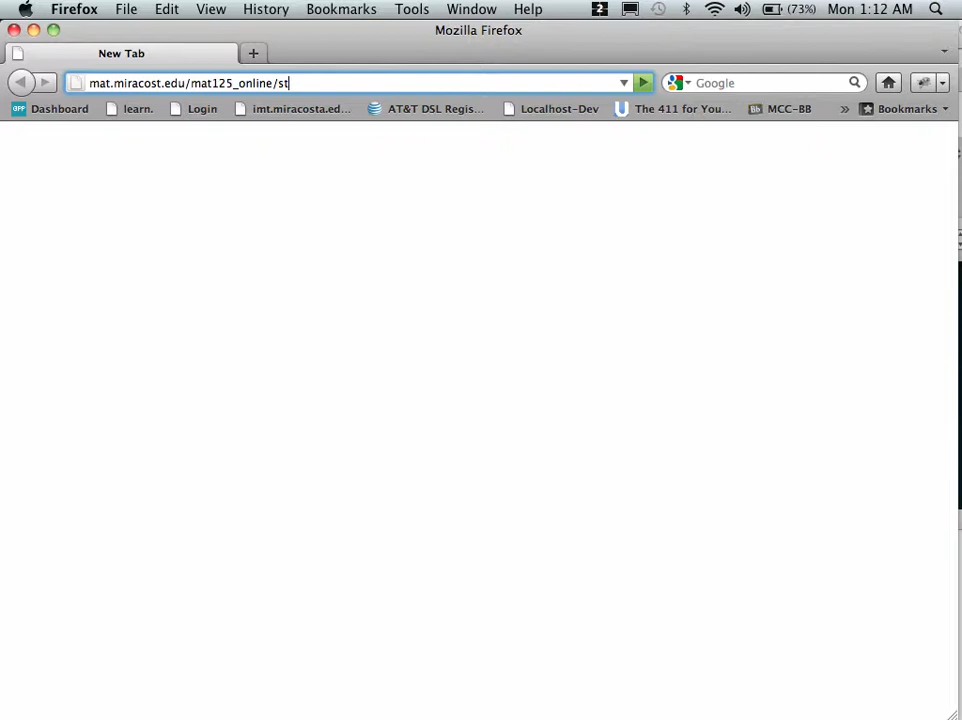 Firefox File Edit View History Bookmarks Tools Window Help 2 (73%) Mon 1:12 AM
Mozilla Firefox
New Tab +
mat.miracost.edu/mat125_online/st Google
Dashboard learn. Login imt.miracosta.ed... AT&T DSL Regis... Localhost-Dev The 411 for You... Bb MCC-BB » Bookmarks